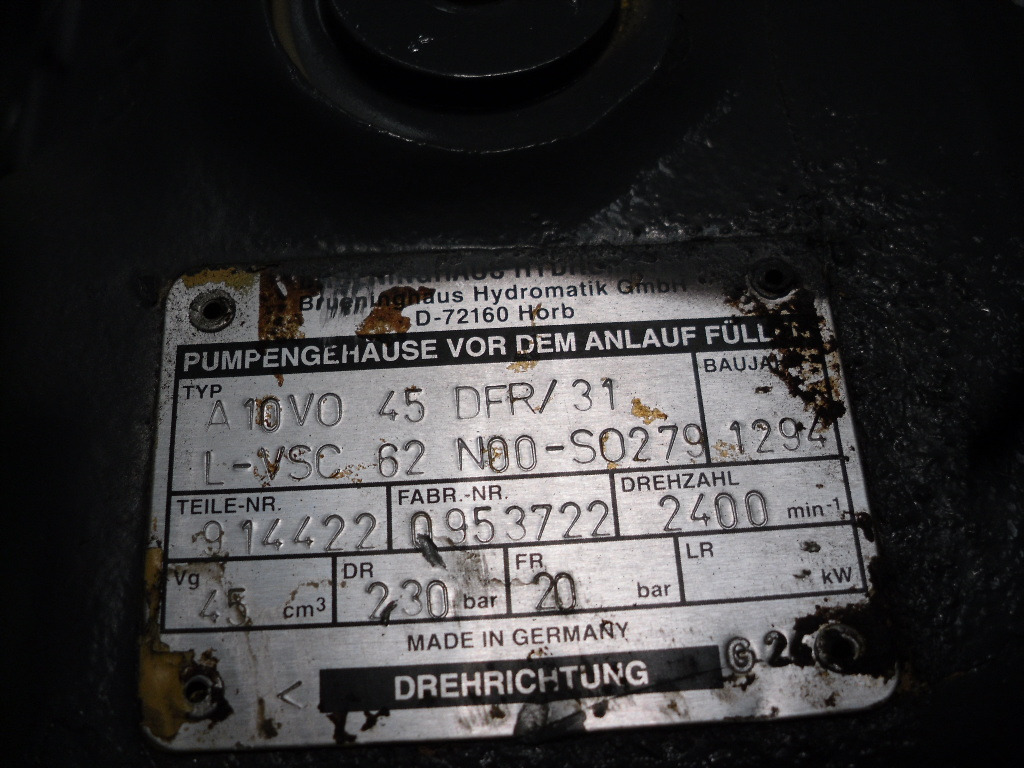 Brueninghaus Hydromatik GmbH
D-72160 Horb
PUMPENGEHÄUSE VOR DEM ANLAUF FÜLL
TYP A10VO 45 DFR/31 BAUJAH
L-VSC 62 N00-SO279 1294
TEILE-NR. FABR.-NR. DREHZAHL
914422 0953722 2400 min-1
Vg 45 cm³ DR 230 bar FR 20 bar LR kW
MADE IN GERMANY
< DREHRICHTUNG